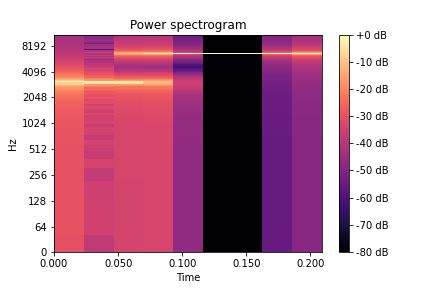 Power spectrogram
8192
4096
2048
1024
512
256
128
64
0
Hz
0.000 0.050 0.100 0.150 0.200
Time
+0 dB
-10 dB
-20 dB
-30 dB
-40 dB
-50 dB
-60 dB
-70 dB
-80 dB